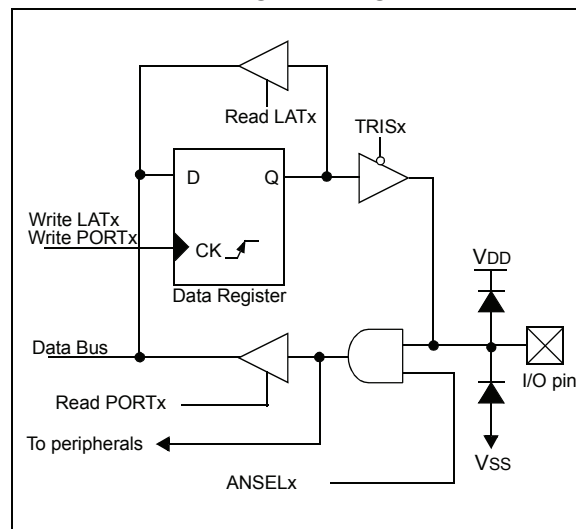 Read LATx
TRISx
D Q
Write LATx
Write PORTx
CK
Data Register
VDD
Data Bus
I/O pin
Read PORTx
To peripherals
VSS
ANSELx